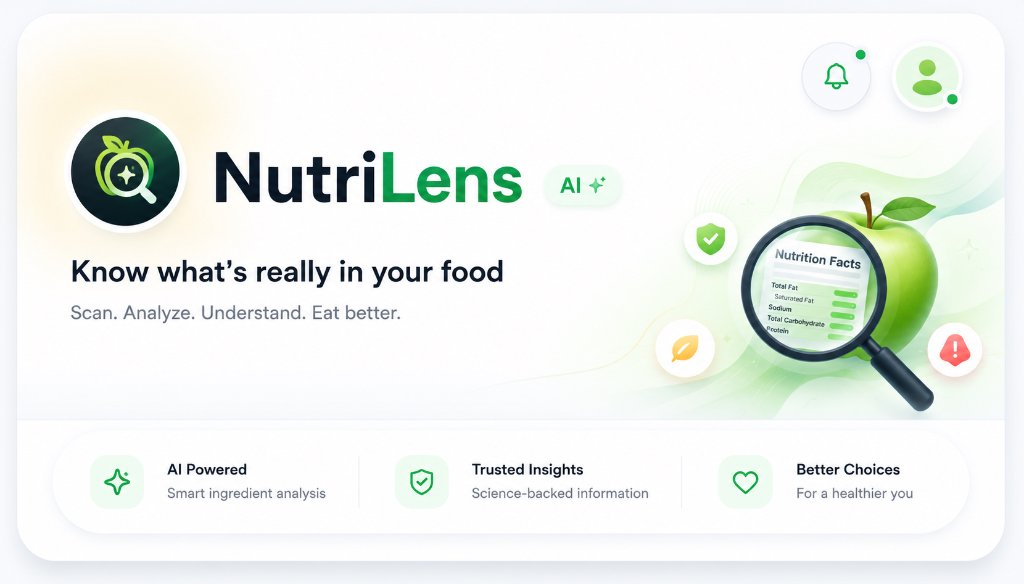 NutriLens
AI
Know what's really in your food
Scan. Analyze. Understand. Eat better.
Nutrition Facts
Total Fat
Saturated Fat
Sodium
Total Carbohydrate
Protein
AI Powered
Smart ingredient analysis
Trusted Insights
Science-backed information
Better Choices
For a healthier you